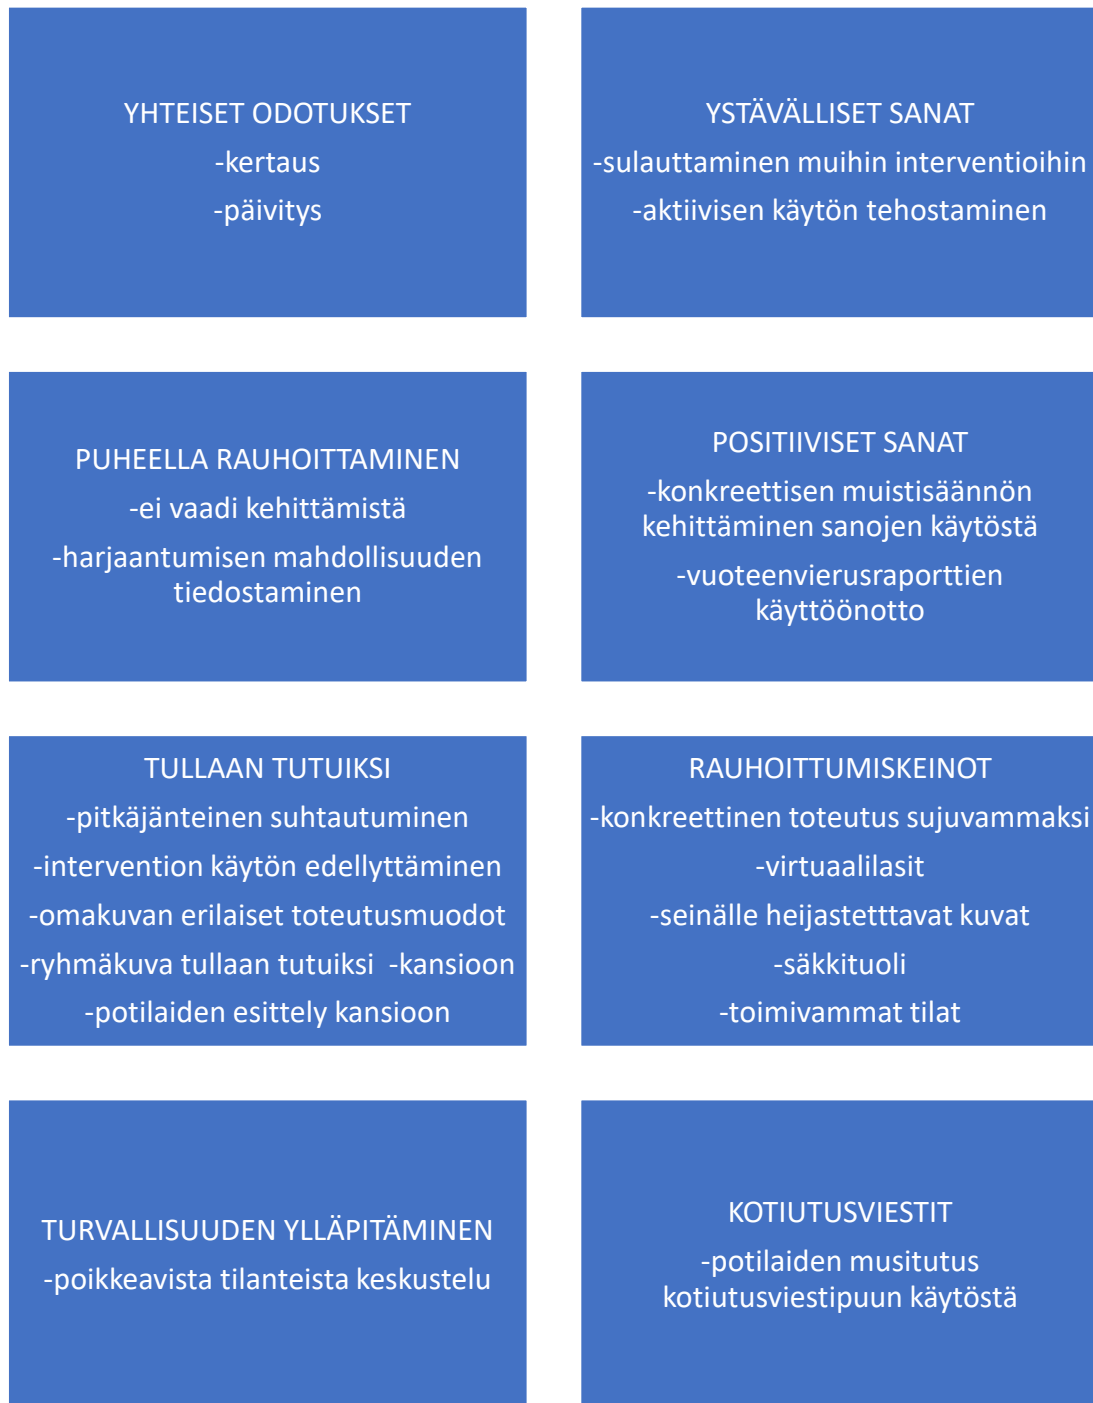 YHTEISET ODOTUKSET
-kertaus
-päivitys
YSTÄVÄLLISET SANAT
-sulauttaminen muihin interventioihin
-aktiivisen käytön tehostaminen
PUHEELLA RAUHOITTAMINEN
-ei vaadi kehittämistä
-harjaantumisen mahdollisuuden
tiedostaminen
POSITIIVISET SANAT
-konkreettisen muistisäännön
kehittäminen sanojen käytöstä
-vuoteenvierusraporttien
käyttöönotto
TULLAAN TUTUIKSI
-pitkäjänteinen suhtautuminen
-intervention käytön edellyttäminen
-omakuvan erilaiset toteutusmuodot
-ryhmäkuva tullaan tutuiksi -kansioon
-potilaiden esittely kansioon
RAUHOITTUMISKEINOT
-konkreettinen toteutus sujuvammaksi
-virtuaalilasit
-seinälle heijastetttavat kuvat
-säkkituoli
-toimivammat tilat
TURVALLISUUDEN YLLÄPITÄMINEN
-poikkeavista tilanteista keskustelu
KOTIUTUSVIESTIT
-potilaiden musitutus
kotiutusviestipuun käytöstä